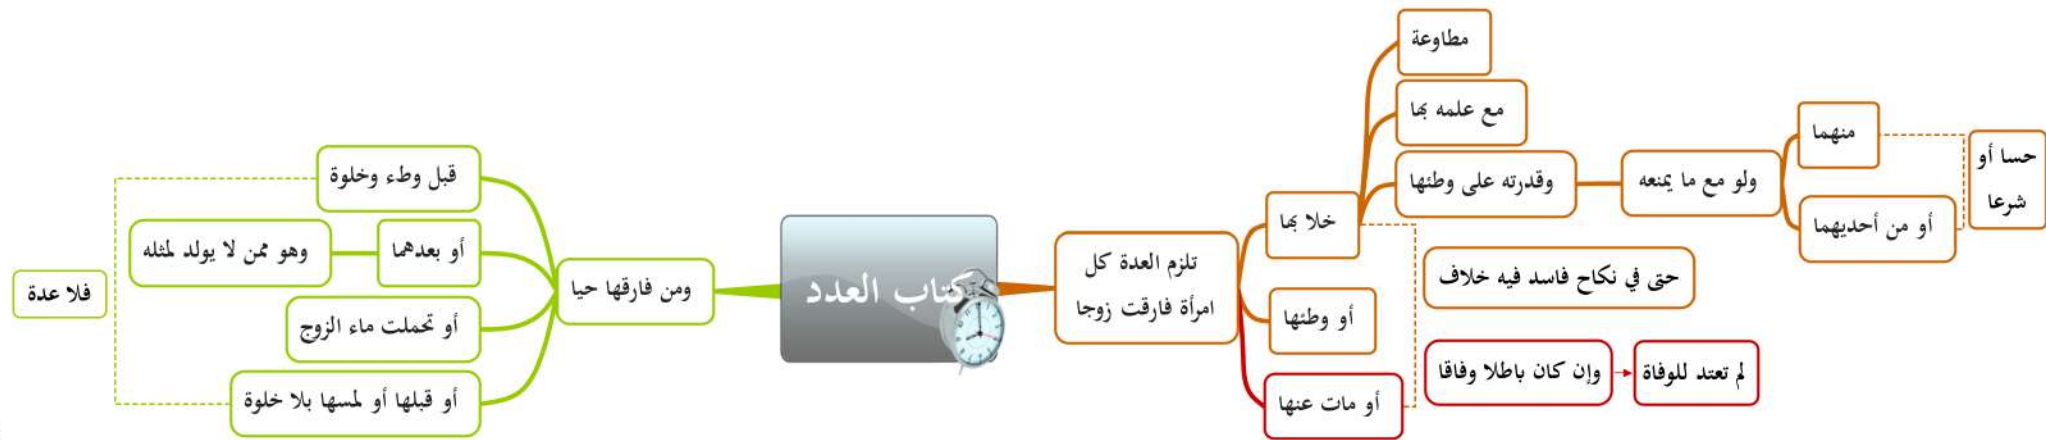 كتاب العدد
تلزم العدة كل
امرأة فارقت زوجا
خلا بها
مطاوعة
مع علمه بها
وقدرته على وطئها
ولو مع ما يمنعه
منهما
أو من أحديهما
حسا أو
شرعا
أو وطئها
أو مات عنها
حتى في نكاح فاسد فيه خلاف
وإن كان باطلا وفاقا
لم تعتد للوفاة
ومن فارقها حيا
قبل وطء وخلوة
أو بعدهما
وهو ممن لا يولد لمثله
أو تحملت ماء الزوج
أو قبلها أو لمسها بلا خلوة
فلا عدة